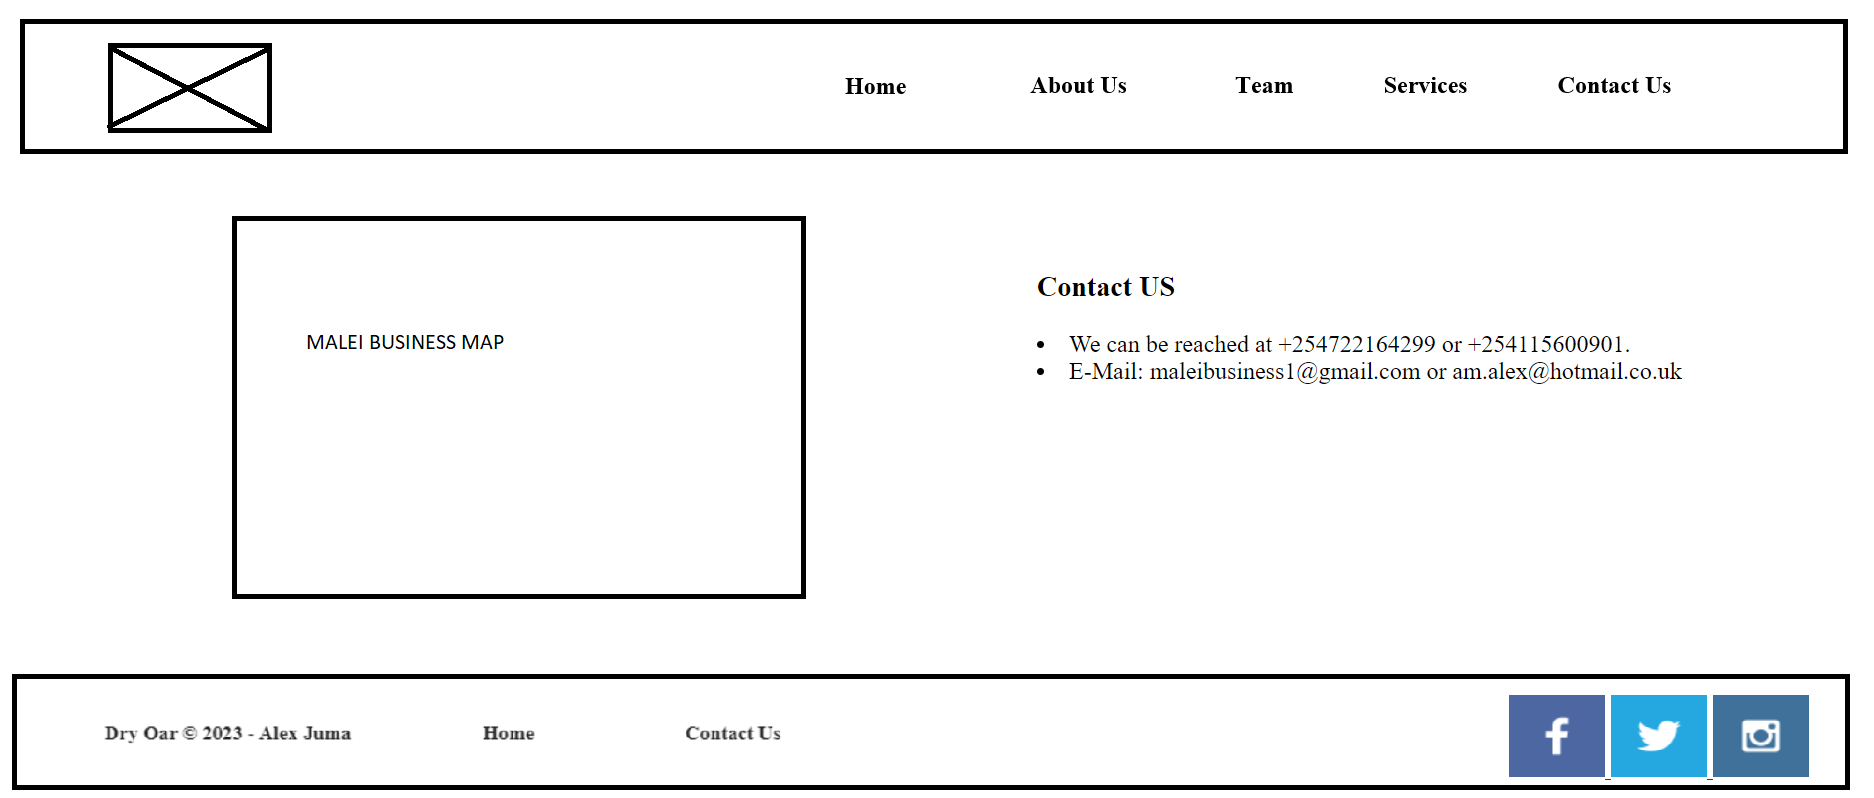 Home About Us Team Services Contact Us
MALEI BUSINESS MAP
Contact US
We can be reached at +254722164299 or +254115600901.
E-Mail: maleibusiness1@gmail.com or am.alex@hotmail.co.uk
Dry Oar © 2023 - Alex Juma Home Contact Us